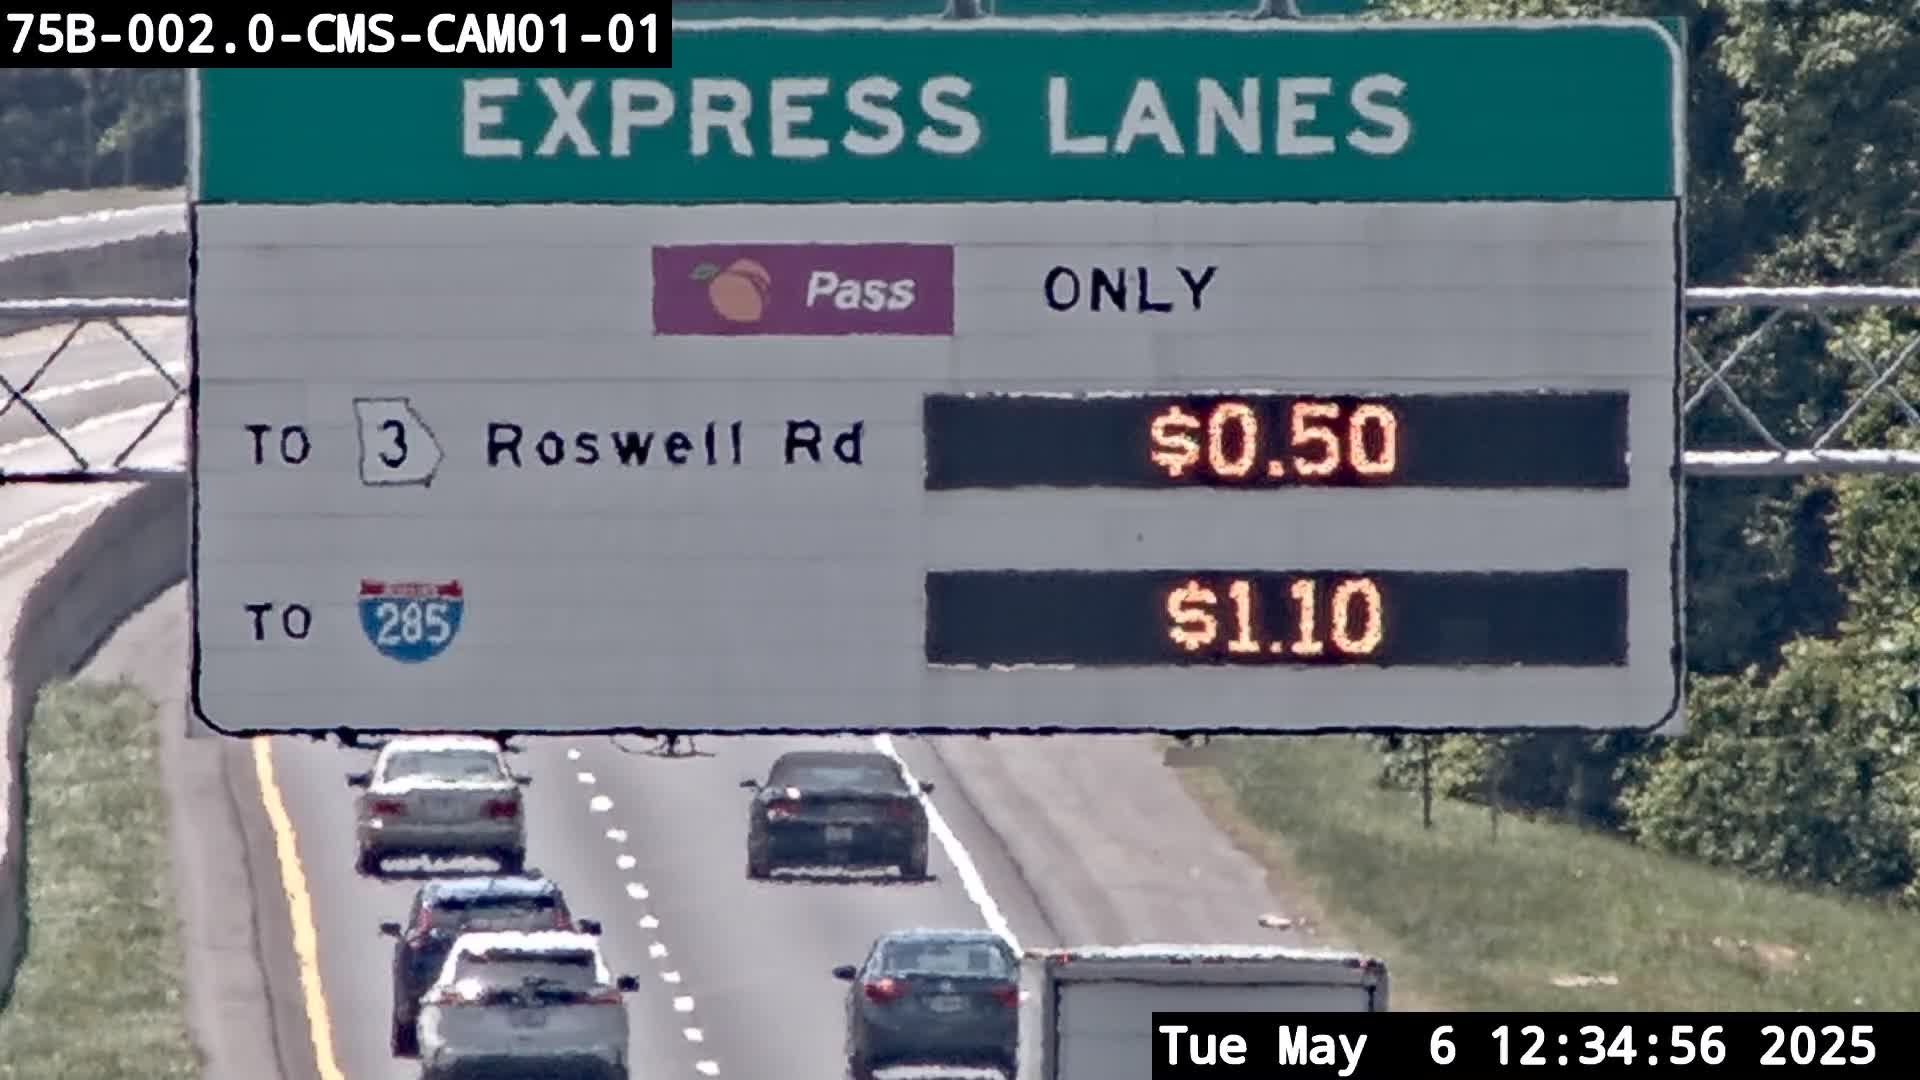 75B-002.0-CMS-CAM01-01
EXPRESS LANES
Pass ONLY
TO 3 Roswell Rd $0.50
TO 285 $1.10
Tue May 6 12:34:56 2025